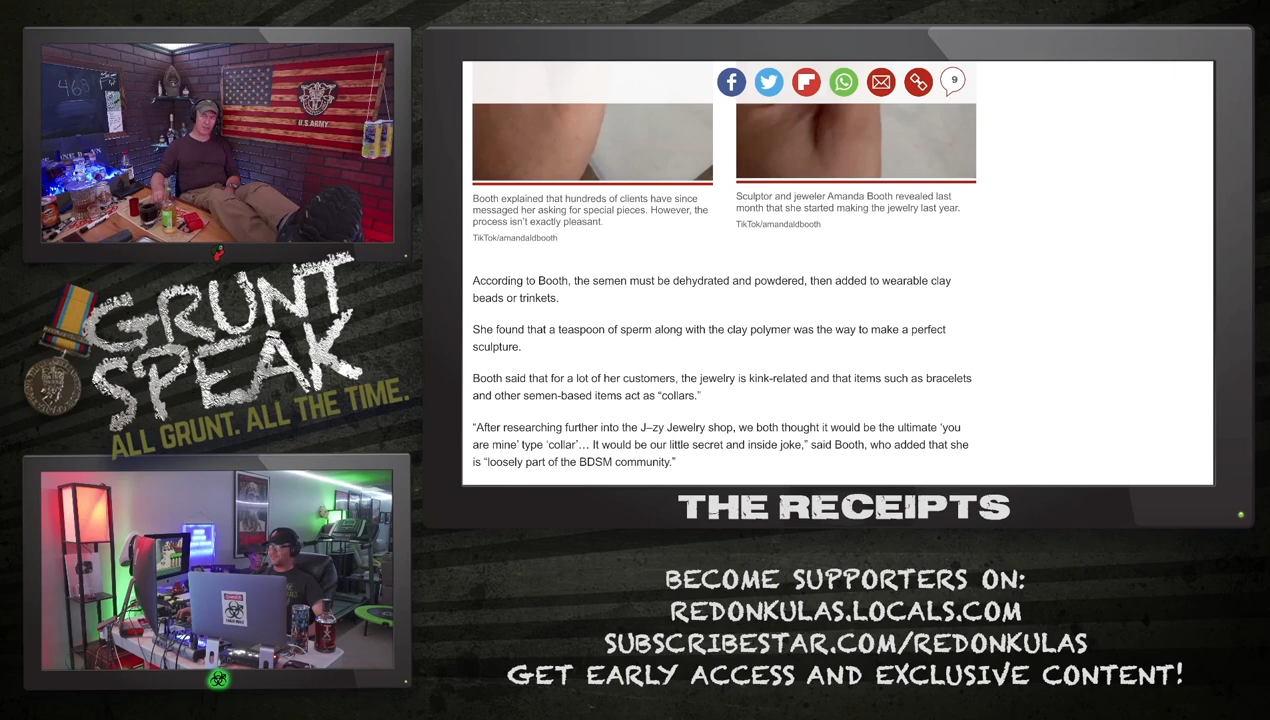 468
U.S.ARMY
GRUNT
SPEAK
ALL GRUNT. ALL THE TIME.
9
Booth explained that hundreds of clients have since
messaged her asking for special pieces. However, the
process isn't exactly pleasant.
TikTok/amandaldbooth
Sculptor and jeweler Amanda Booth revealed last
month that she started making the jewelry last year.
TikTok/amandaldbooth
According to Booth, the semen must be dehydrated and powdered, then added to wearable clay
beads or trinkets.
She found that a teaspoon of sperm along with the clay polymer was the way to make a perfect
sculpture.
Booth said that for a lot of her customers, the jewelry is kink-related and that items such as bracelets
and other semen-based items act as “collars.”
“After researching further into the J–zy Jewelry shop, we both thought it would be the ultimate ‘you
are mine’ type ‘collar’… It would be our little secret and inside joke,” said Booth, who added that she
is “loosely part of the BDSM community.”
THE RECEIPTS
BECOME SUPPORTERS ON:
REDONKULAS.LOCALS.COM
SUBSCRIBESTAR.COM/REDONKULAS
GET EARLY ACCESS AND EXCLUSIVE CONTENT!